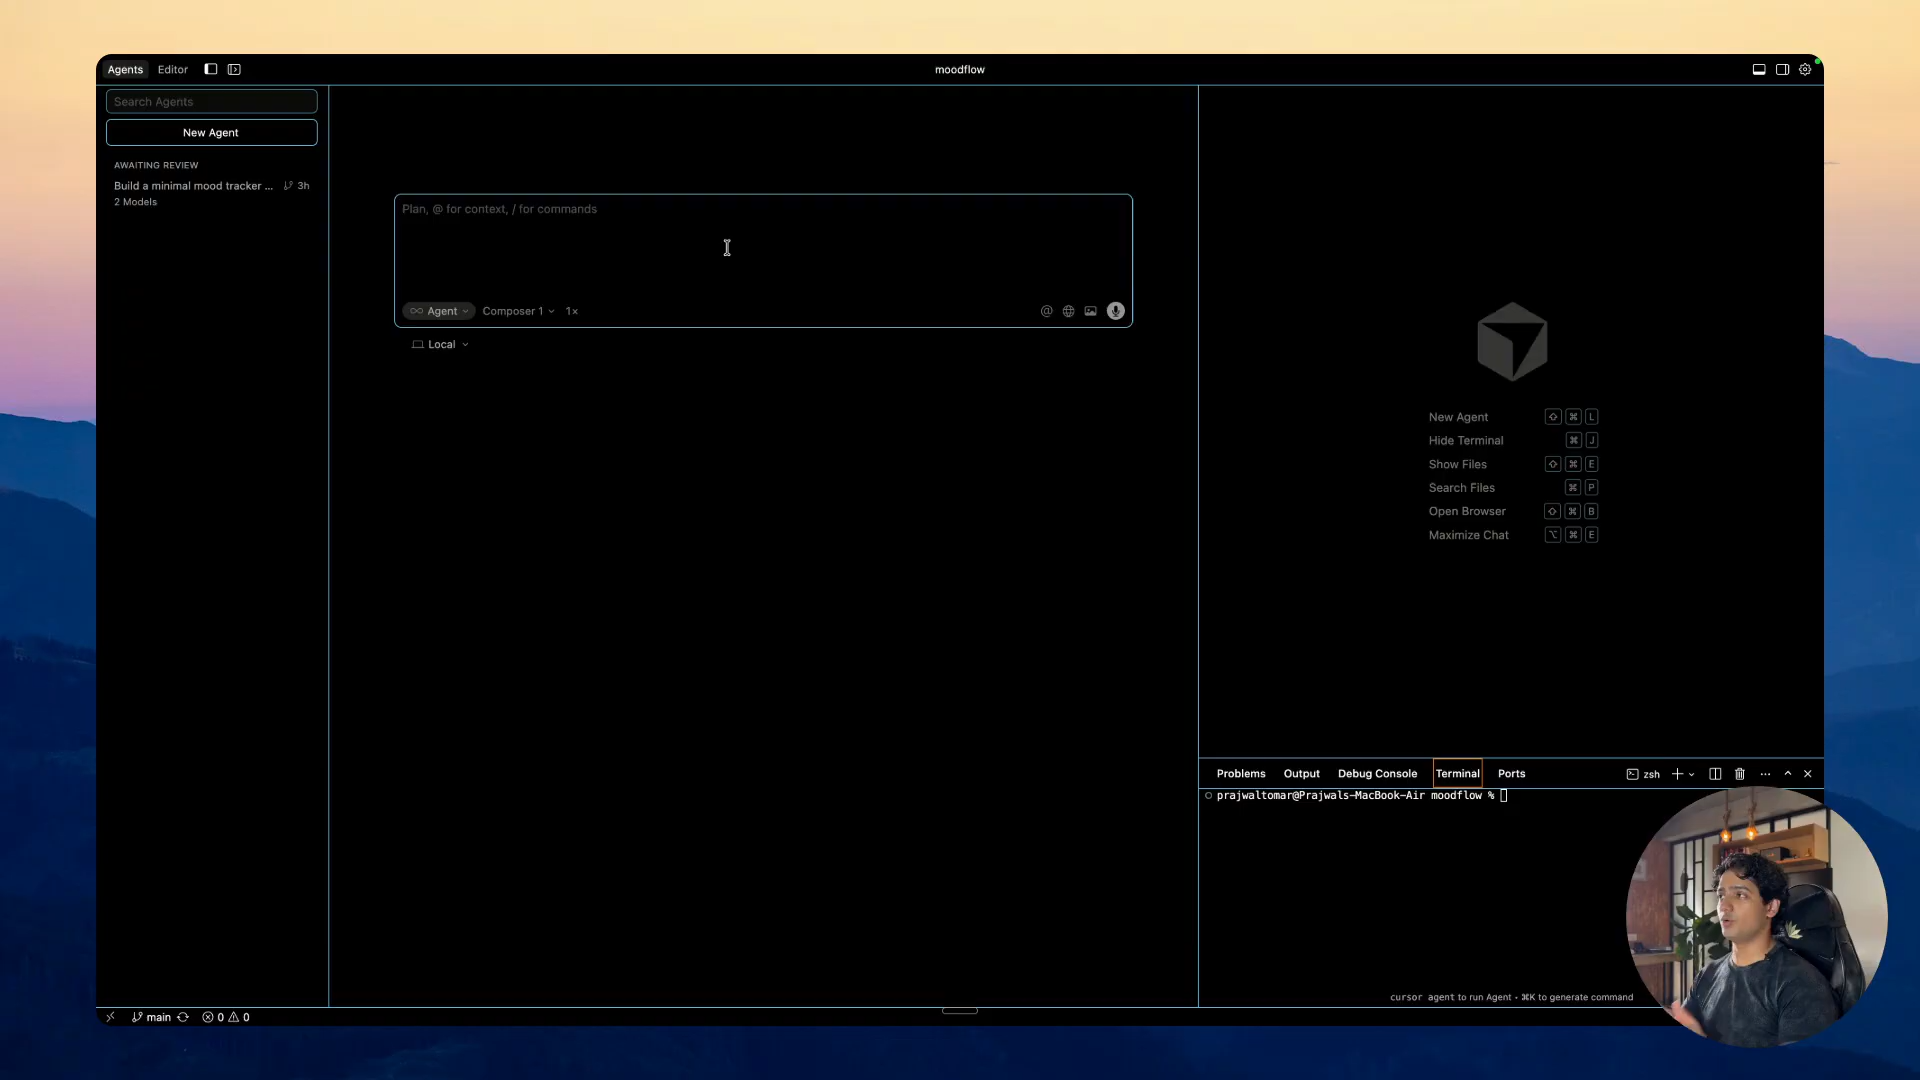 Agents Editor
moodflow
Search Agents
New Agent
AWAITING REVIEW
Build a minimal mood tracker ... 3h
2 Models
Plan, @ for context, / for commands
Agent Composer 1 1×
Local
New Agent ⇧ ⌘ L
Hide Terminal ⌘ J
Show Files ⇧ ⌘ E
Search Files ⌘ P
Open Browser ⇧ ⌘ B
Maximize Chat ⌥ ⌘ E
Problems Output Debug Console Terminal Ports zsh
prajwaltomar@Prajwals-MacBook-Air moodflow %
cursor agent to run Agent • ⌘K to generate command
main 0 0